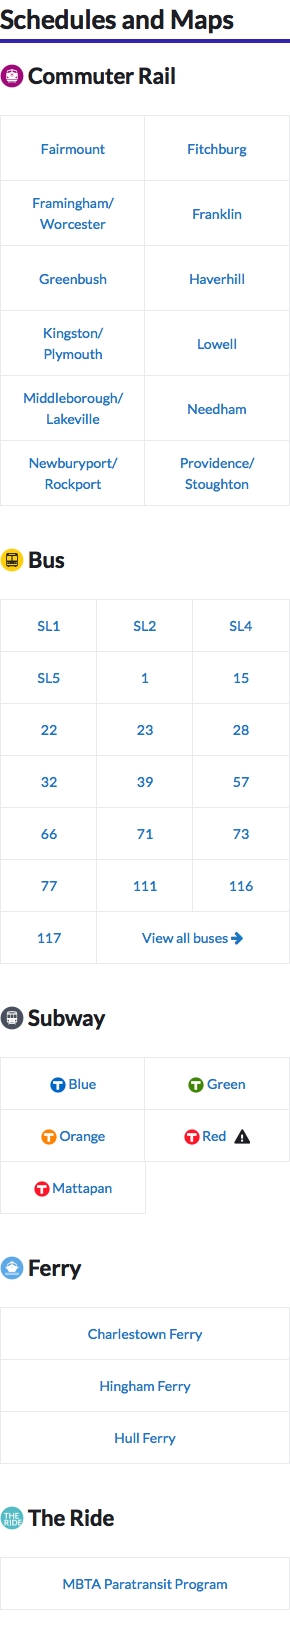 Schedules and Maps
Commuter Rail
Fairmount
Fitchburg
Framingham/
Worcester
Franklin
Greenbush
Haverhill
Kingston/
Plymouth
Lowell
Middleborough/
Lakeville
Needham
Newburyport/
Rockport
Providence/
Stoughton
Bus
SL1
SL2
SL4
SL5
1
15
22
23
28
32
39
57
66
71
73
77
111
116
117
View all buses
Subway
T Blue
T Green
T Orange
T Red
T Mattapan
Ferry
Charlestown Ferry
Hingham Ferry
Hull Ferry
THE
RIDE
The Ride
MBTA Paratransit Program